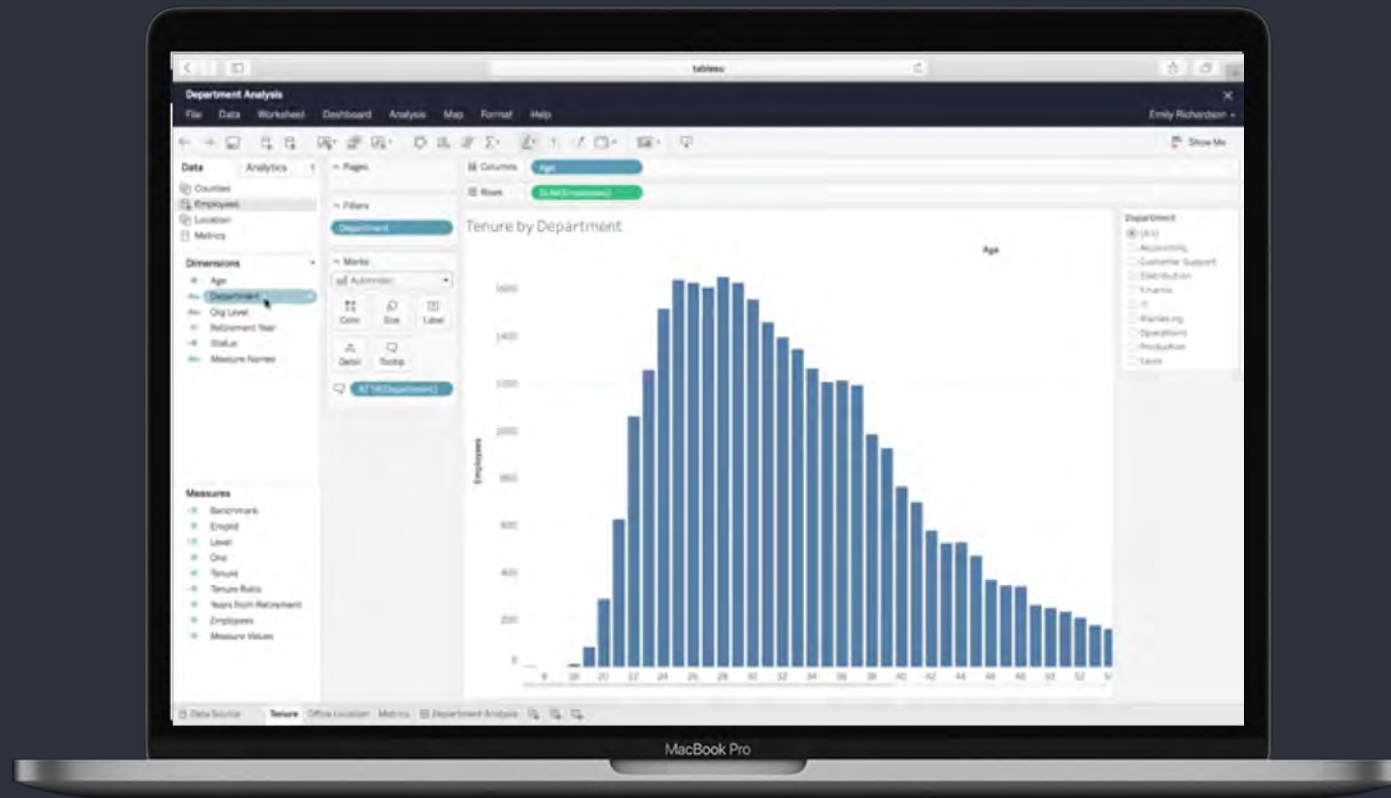 tableau
Department Analysis
File Data Worksheet Dashboard Analysis Map Format Help
Emily Richardson
Show Me
Data Analytics
Pages
Columns Age
Counties
Employees
Rows SUM(Employees)
Location
Filters
Metrics
Department
Tenure by Department
Department
(All)
Accounting
Customer Support
Distribution
Finance
IT
Marketing
Operations
Production
Sales
Age
Dimensions
Age
Department
Org Level
Retirement Year
Status
Measure Names
Marks
Automatic
Color Size Label
Detail Tooltip
ATTR(Department)
1600
1400
1200
1000
800
600
400
200
0
Employees
Measures
Benchmark
EmpId
Level
One
Tenure
Tenure Ratio
Years from Retirement
Employees
Measure Values
18 20 22 24 26 28 30 32 34 36 38 40 42 44 46 48 50 52
Data Source Tenure Office Location Metrics Department Analysis
MacBook Pro